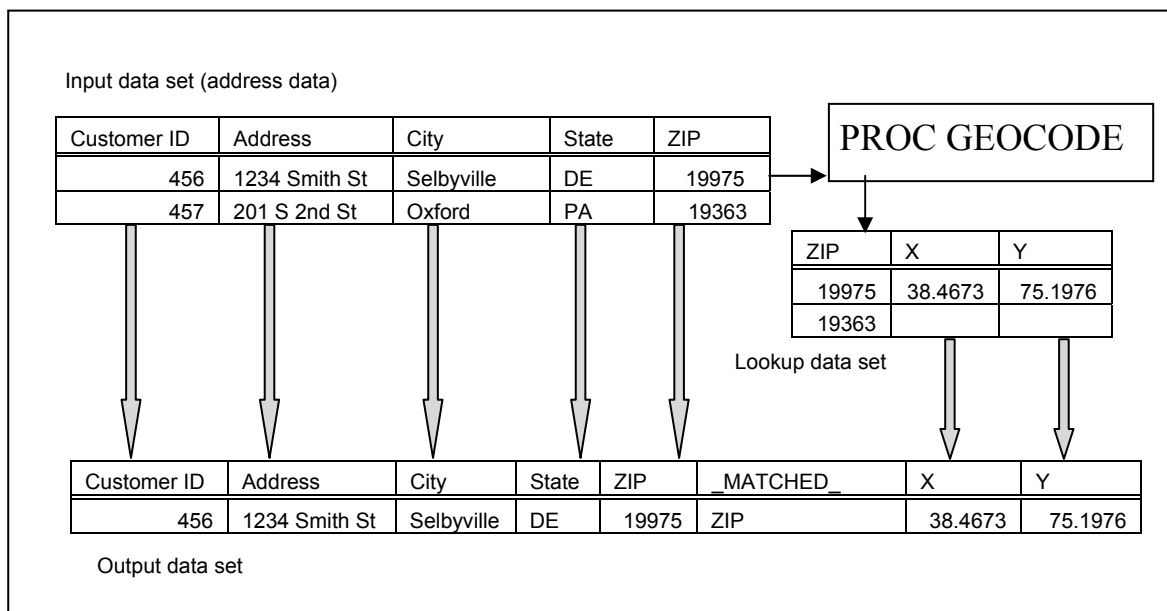 Input data set (address data)
Customer ID Address City State ZIP
456 1234 Smith St Selbyville DE 19975
457 201 S 2nd St Oxford PA 19363
PROC GEOCODE
ZIP X Y
19975 38.4673 75.1976
19363
Lookup data set
Customer ID Address City State ZIP _MATCHED_ X Y
456 1234 Smith St Selbyville DE 19975 ZIP 38.4673 75.1976
Output data set